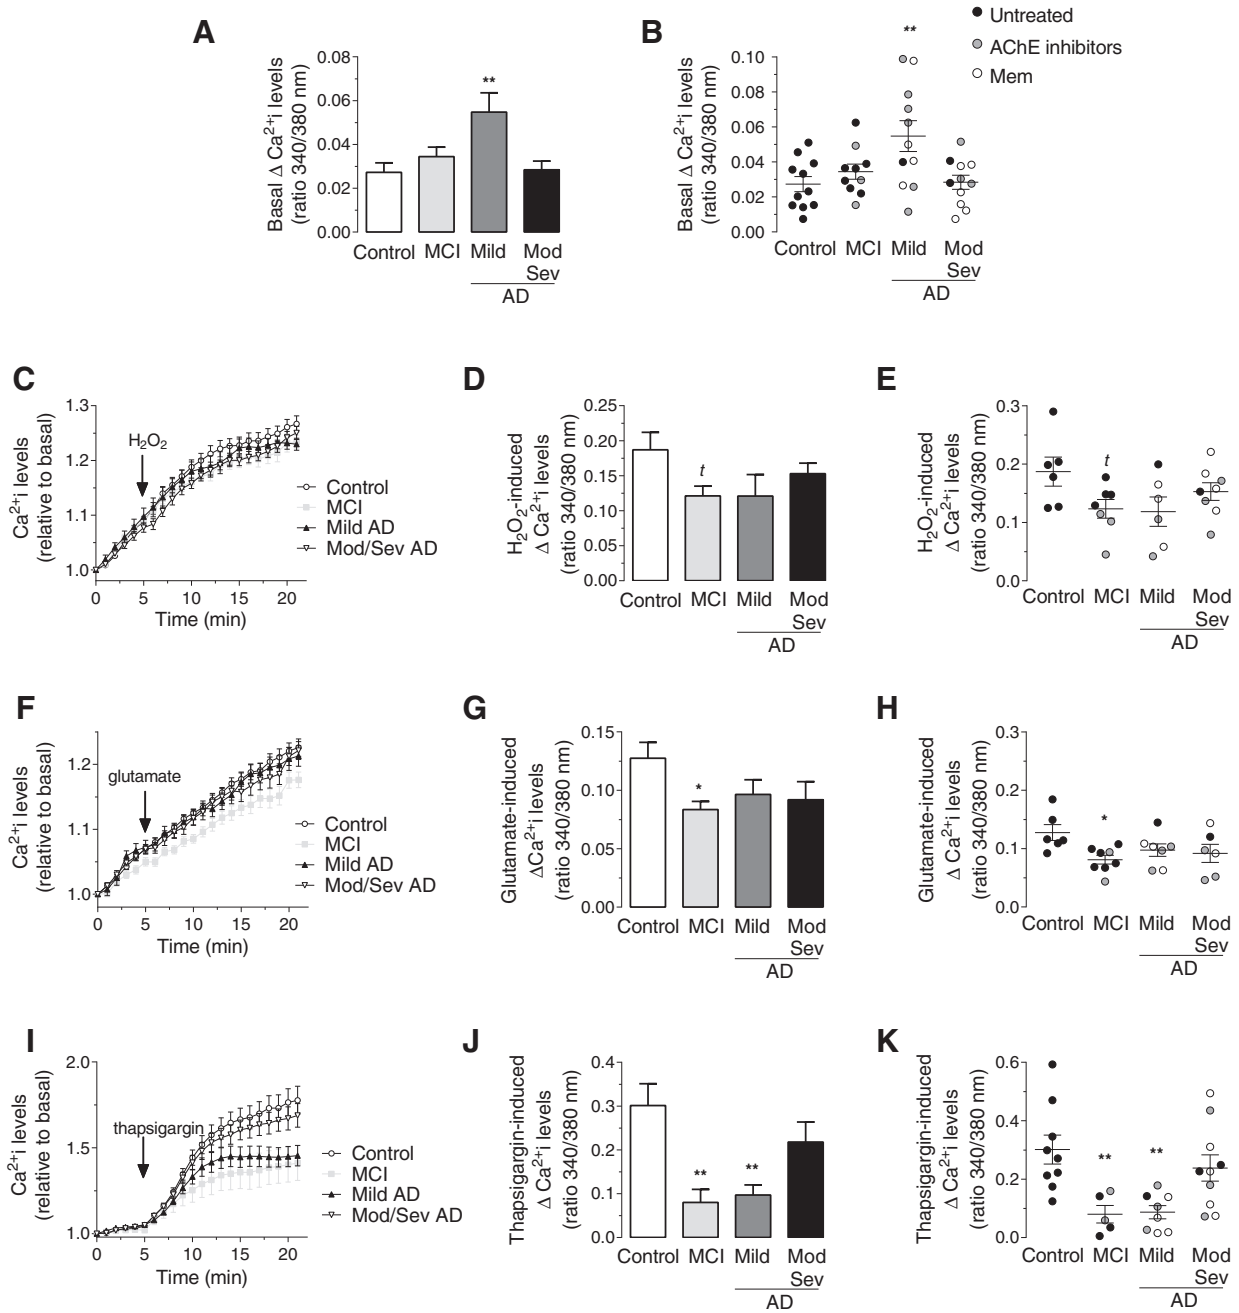 A
Basal Δ Ca²⁺i levels
(ratio 340/380 nm)
0.08
0.06
0.04
0.02
0.00
**
Control MCI Mild Mod
Sev
AD
B
Basal Δ Ca²⁺i levels
(ratio 340/380 nm)
0.10
0.08
0.06
0.04
0.02
0.00
**
Control MCI Mild Mod
Sev
AD
Untreated
AChE inhibitors
Mem
C
Ca²⁺i levels
(relative to basal)
1.3
1.2
1.1
1.0
H₂O₂
0 5 10 15 20
Time (min)
Control
MCI
Mild AD
Mod/Sev AD
D
H₂O₂-induced
Δ Ca²⁺i levels
(ratio 340/380 nm)
0.25
0.20
0.15
0.10
0.05
0.00
t
Control MCI Mild Mod
Sev
AD
E
H₂O₂-induced
Δ Ca²⁺i levels
(ratio 340/380 nm)
0.3
0.2
0.1
0.0
t
Control MCI Mild Mod
Sev
AD
F
Ca²⁺i levels
(relative to basal)
1.2
1.1
1.0
glutamate
0 5 10 15 20
Time (min)
Control
MCI
Mild AD
Mod/Sev AD
G
Glutamate-induced
ΔCa²⁺i levels
(ratio 340/380 nm)
0.15
0.10
0.05
0.00
*
Control MCI Mild Mod
Sev
AD
H
Glutamate-induced
Δ Ca²⁺i levels
(ratio 340/380 nm)
0.3
0.2
0.1
0.0
*
Control MCI Mild Mod
Sev
AD
I
Ca²⁺i levels
(relative to basal)
2.0
1.5
1.0
thapsigargin
0 5 10 15 20
Time (min)
Control
MCI
Mild AD
Mod/Sev AD
J
Thapsigargin-induced
Δ Ca²⁺i levels
(ratio 340/380 nm)
0.4
0.3
0.2
0.1
0.0
** **
Control MCI Mild Mod
Sev
AD
K
Thapsigargin-induced
Δ Ca²⁺i levels
(ratio 340/380 nm)
0.6
0.4
0.2
0.0
** **
Control MCI Mild Mod
Sev
AD